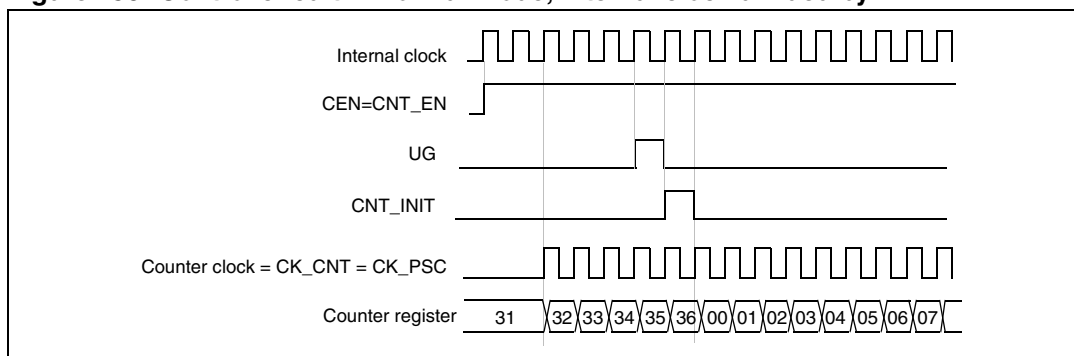 Internal clock
CEN=CNT_EN
UG
CNT_INIT
Counter clock = CK_CNT = CK_PSC
Counter register 31 32 33 34 35 36 00 01 02 03 04 05 06 07